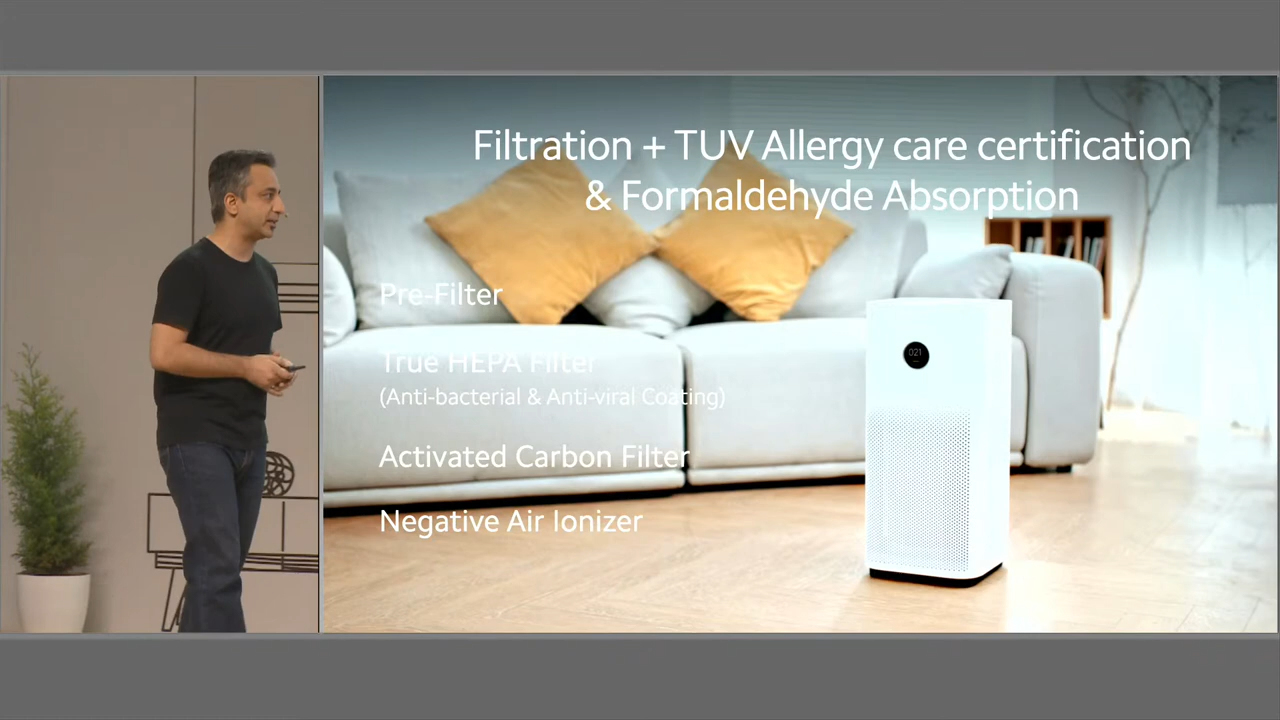 Filtration + TUV Allergy care certification
& Formaldehyde Absorption
Pre-Filter
True HEPA Filter
(Anti-bacterial & Anti-viral Coating)
Activated Carbon Filter
Negative Air Ionizer
021